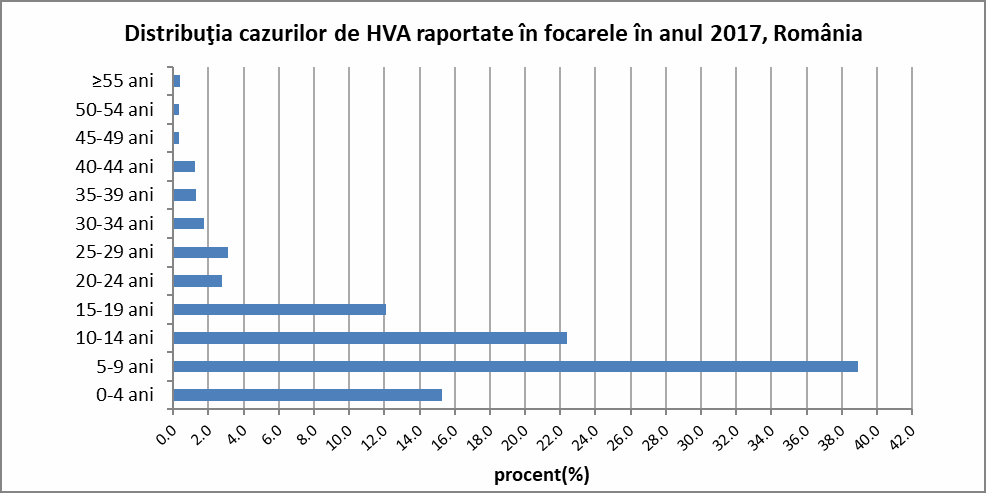 Distribuţia cazurilor de HVA raportate în focarele în anul 2017, România
≥55 ani
50-54 ani
45-49 ani
40-44 ani
35-39 ani
30-34 ani
25-29 ani
20-24 ani
15-19 ani
10-14 ani
5-9 ani
0-4 ani
0.0 2.0 4.0 6.0 8.0 10.0 12.0 14.0 16.0 18.0 20.0 22.0 24.0 26.0 28.0 30.0 32.0 34.0 36.0 38.0 40.0 42.0
procent(%)